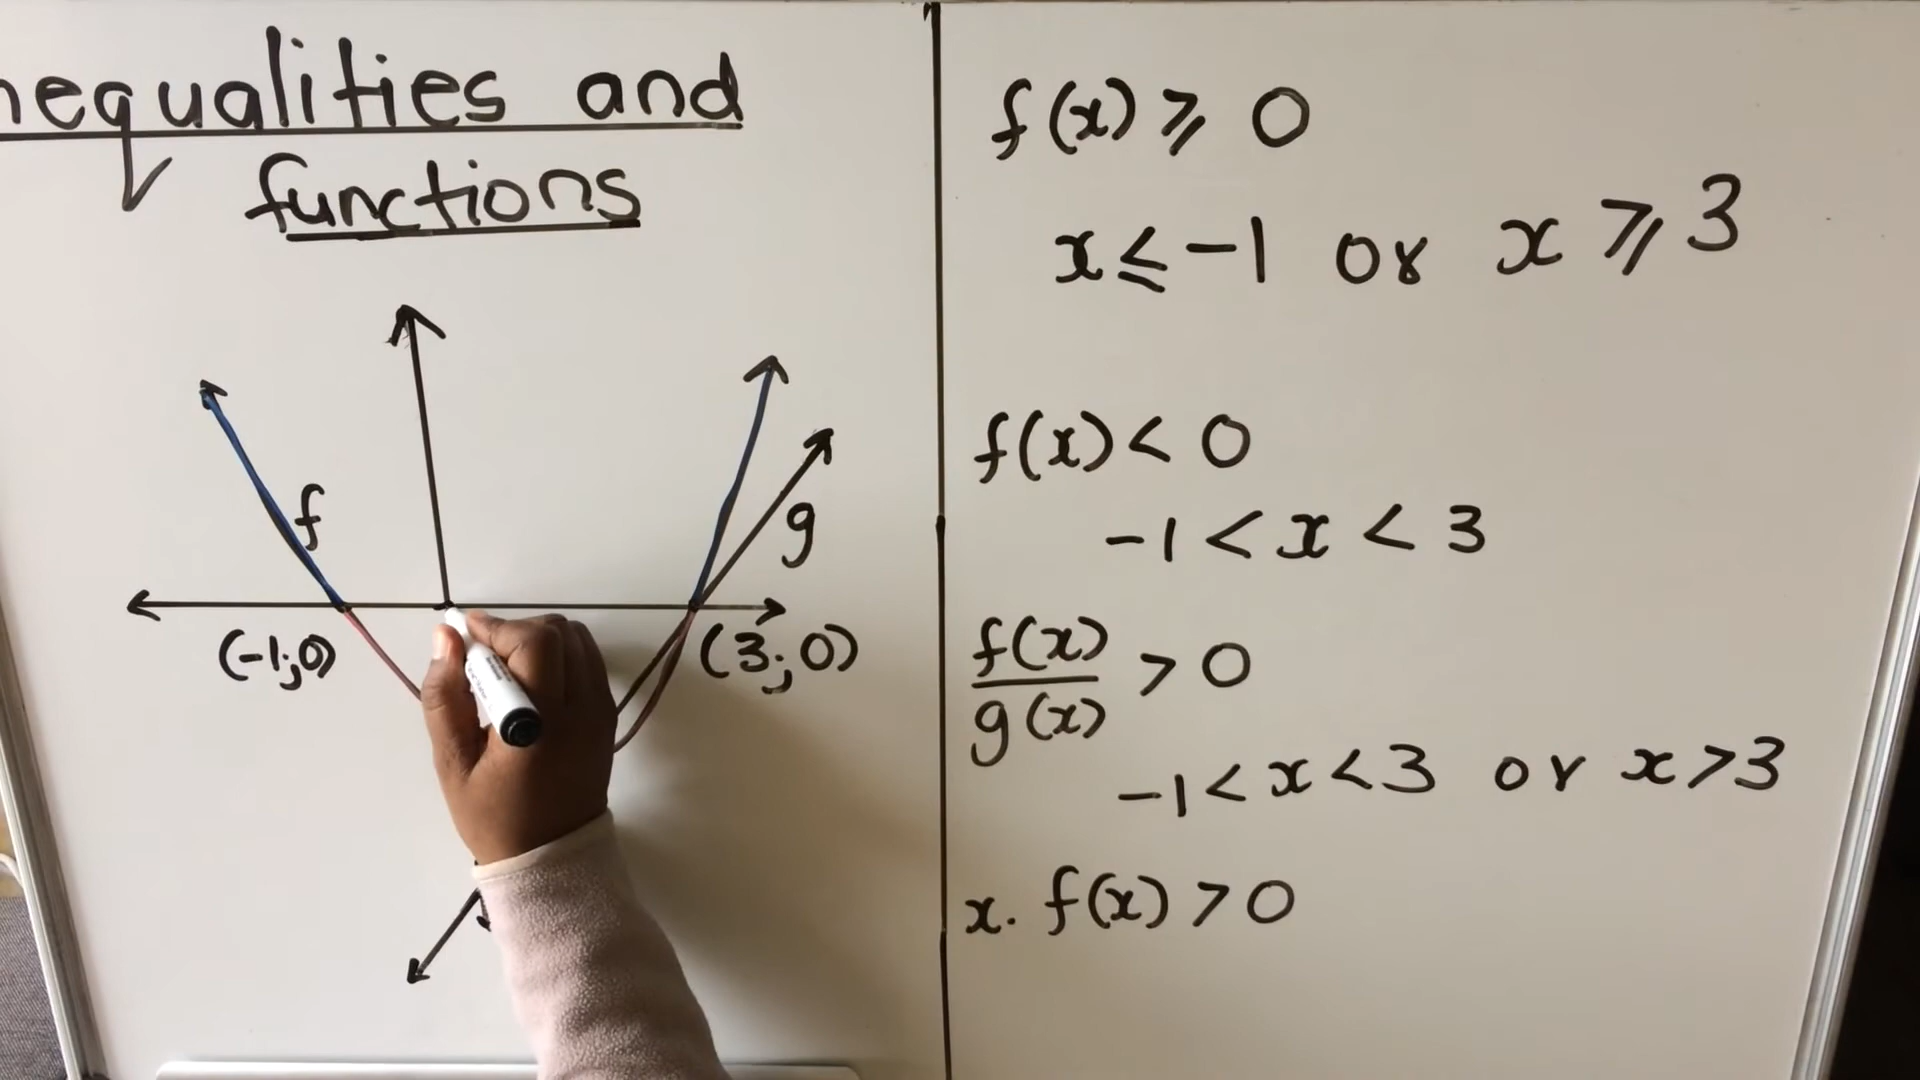 nequalities and
functions
f
g
(-1;0)
(3;0)
f(x) ⩾ 0
x ≤ -1 or x ⩾ 3
f(x) < 0
-1 < x < 3
f(x)
g(x) > 0
-1 < x < 3 or x > 3
x. f(x) > 0